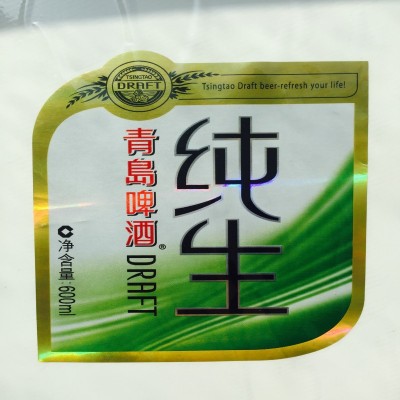 TSINGTAO
DRAFT
Tsingtao Draft beer-refresh your life!
纯生
青島啤酒® DRAFT
净含量:600ml